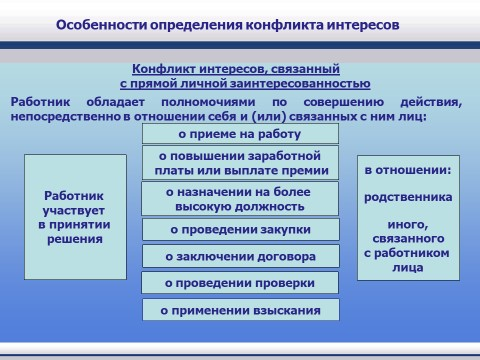 Особенности определения конфликта интересов
Конфликт интересов, связанный
с прямой личной заинтересованностью
Работник обладает полномочиями по совершению действия,
непосредственно в отношении себя и (или) связанных с ним лиц:
Работник
участвует
в принятии
решения
о приеме на работу
о повышении заработной
платы или выплате премии
о назначении на более
высокую должность
о проведении закупки
о заключении договора
о проведении проверки
о применении взыскания
в отношении:
родственника
иного,
связанного
с работником
лица